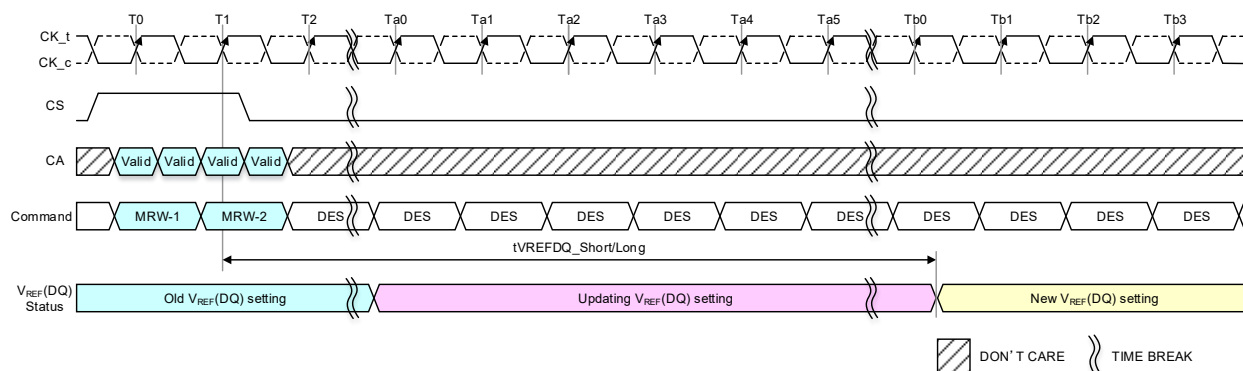 T0 T1 T2 Ta0 Ta1 Ta2 Ta3 Ta4 Ta5 Tb0 Tb1 Tb2 Tb3
CK_t
CK_c
CS
CA Valid Valid Valid Valid
Command MRW-1 MRW-2 DES DES DES DES DES DES DES DES DES DES DES
tVREFDQ_Short/Long
VREF(DQ)
Status
Old VREF(DQ) setting Updating VREF(DQ) setting New VREF(DQ) setting
DON'T CARE TIME BREAK